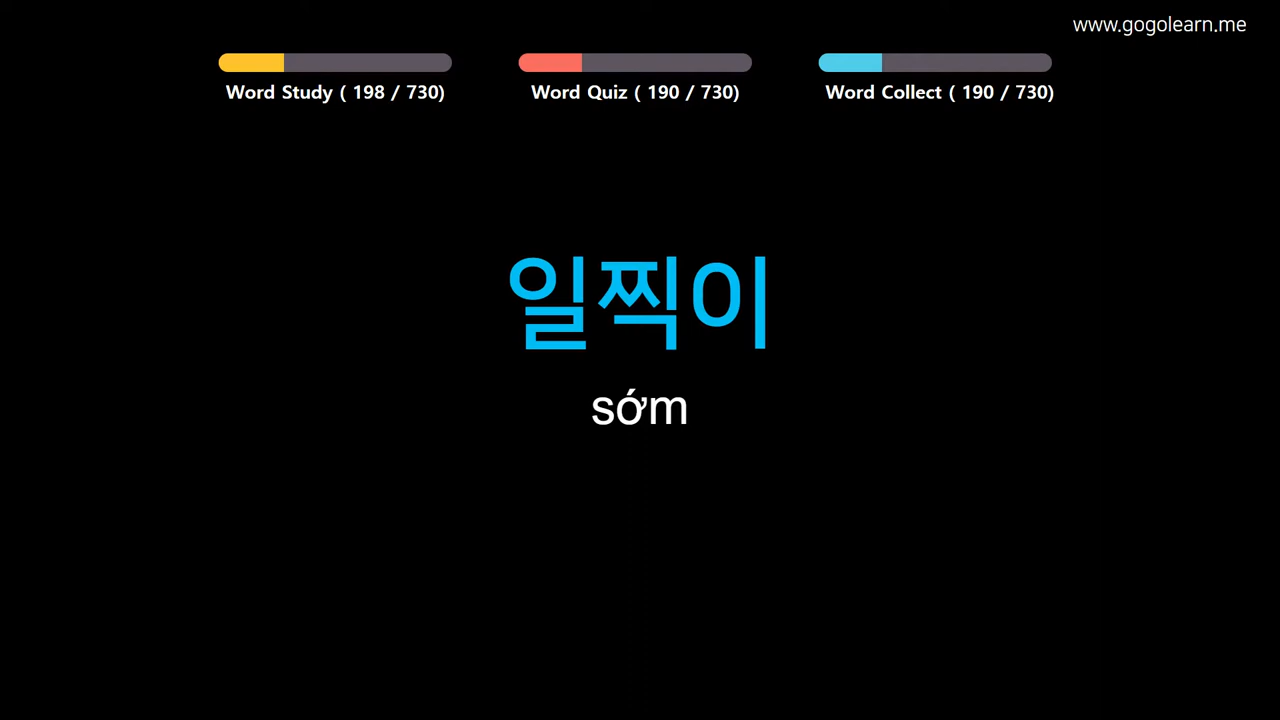 www.gogolearn.me
Word Study ( 198 / 730)
Word Quiz ( 190 / 730)
Word Collect ( 190 / 730)
일찍이
sớm